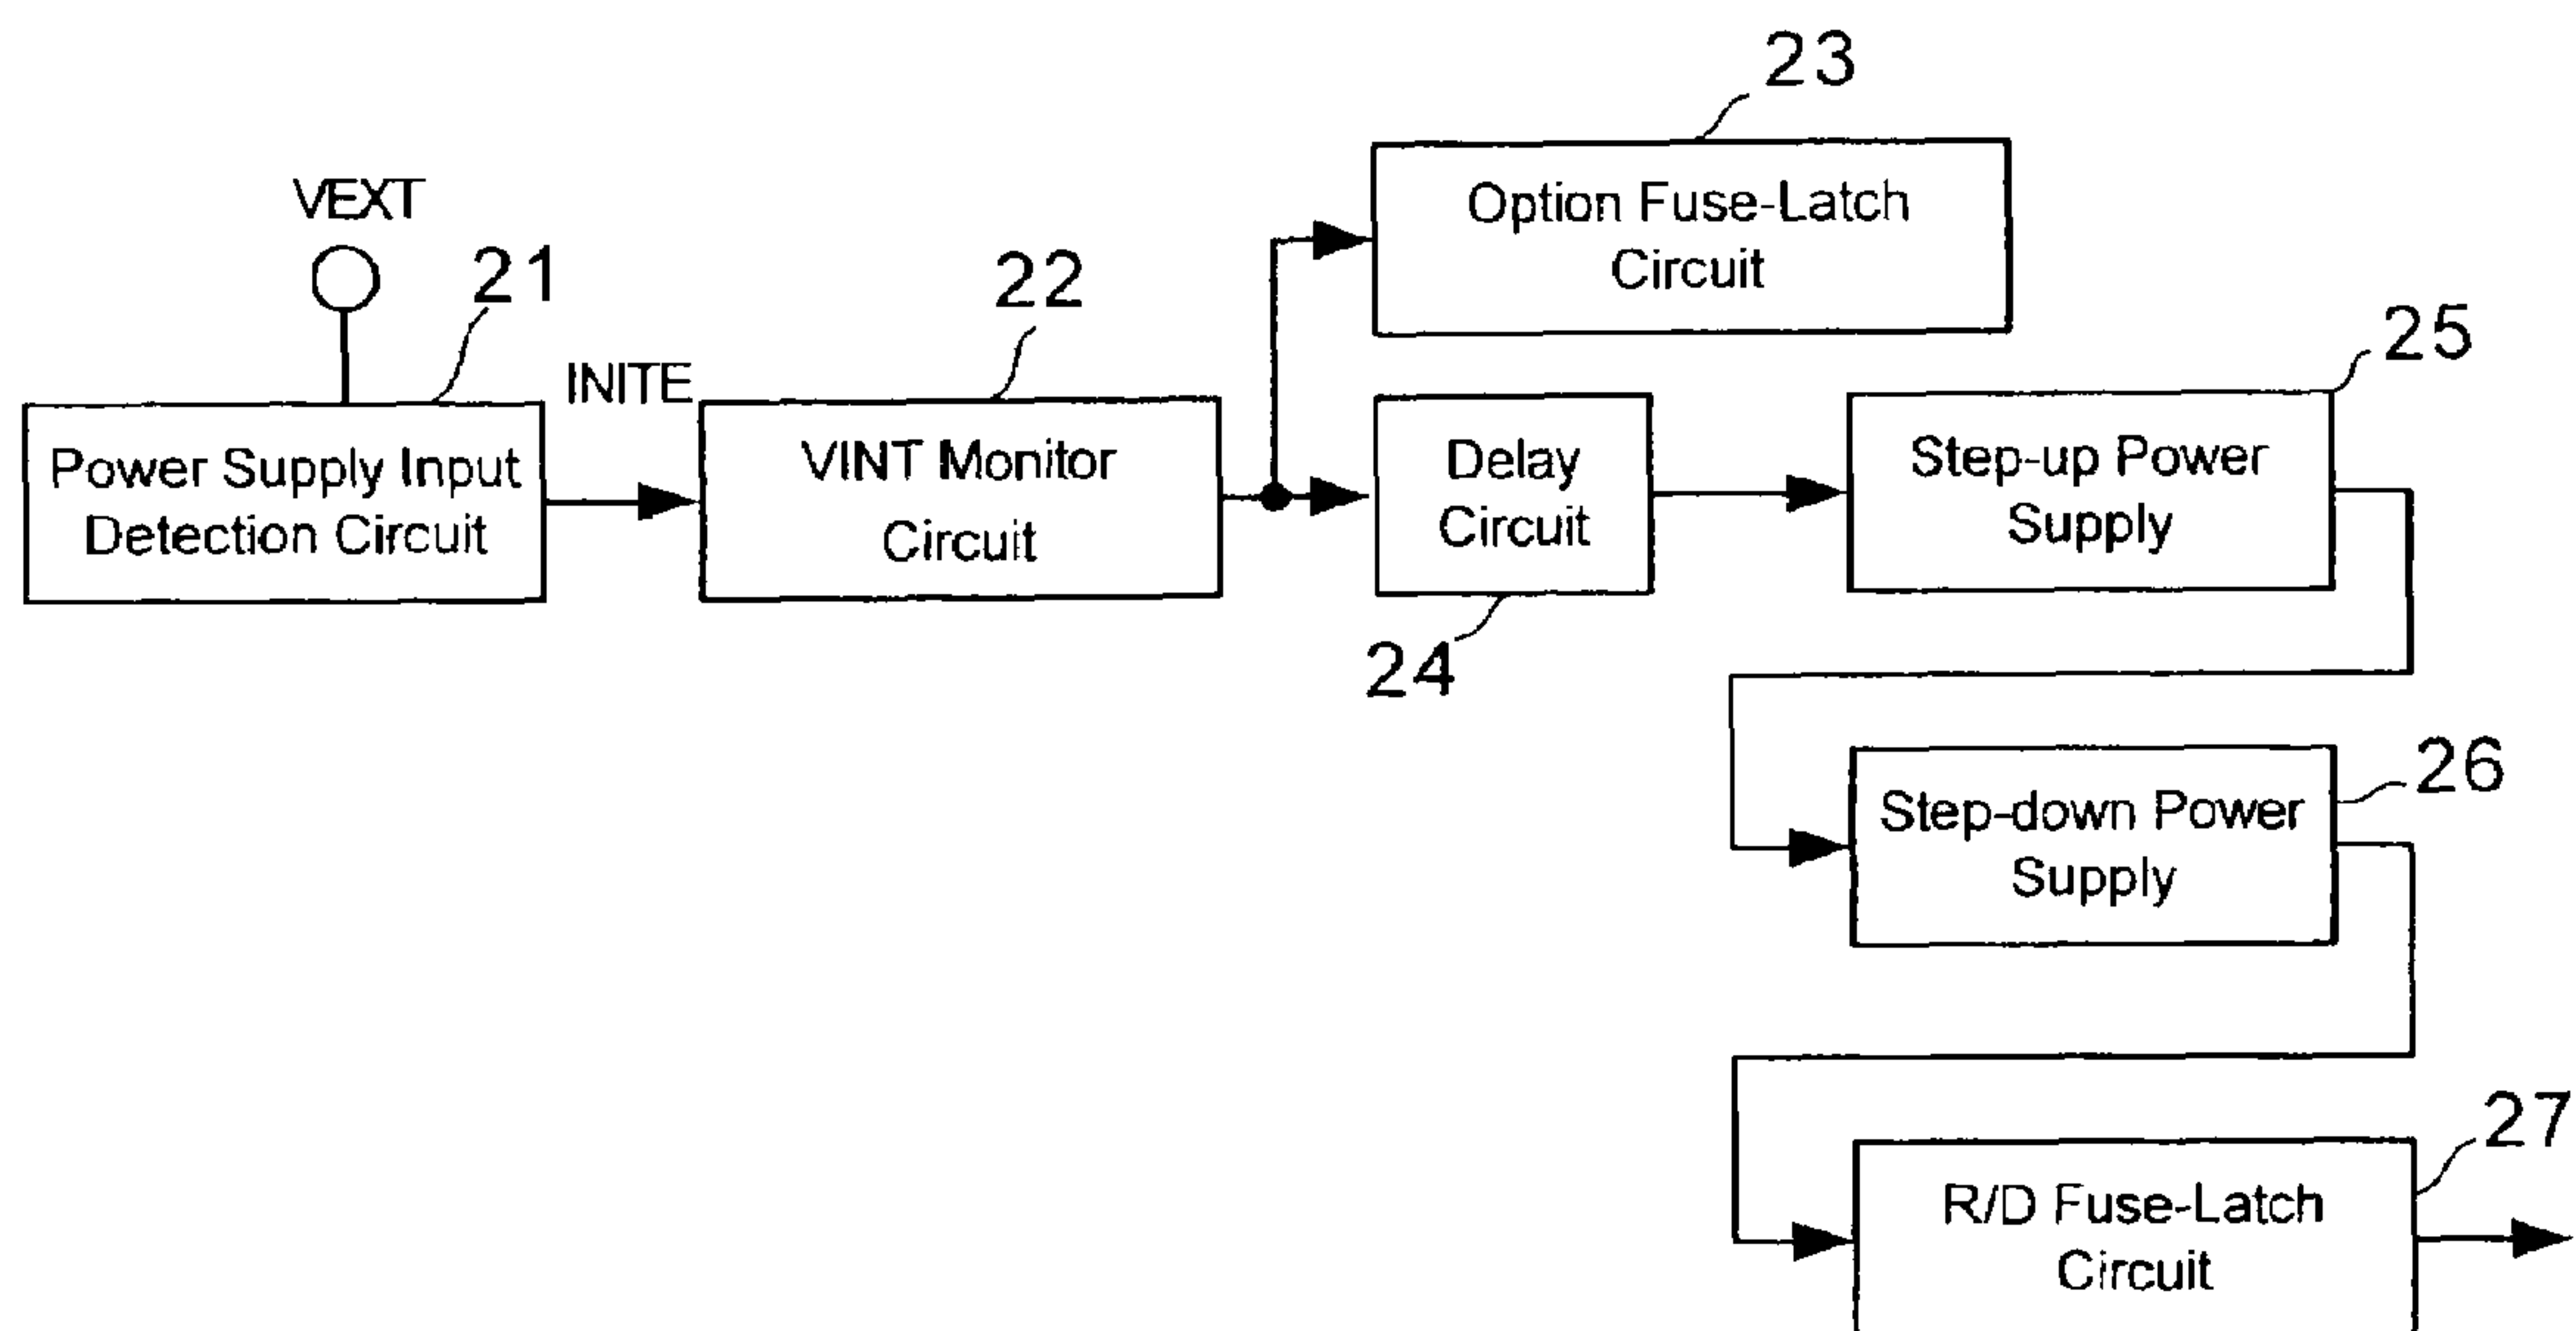 23
VEXT
Option Fuse-Latch
Circuit
21
22
25
INITE
Power Supply Input
Detection Circuit
VINT Monitor
Circuit
Delay
Circuit
Step-up Power
Supply
24
26
Step-down Power
Supply
27
R/D Fuse-Latch
Circuit